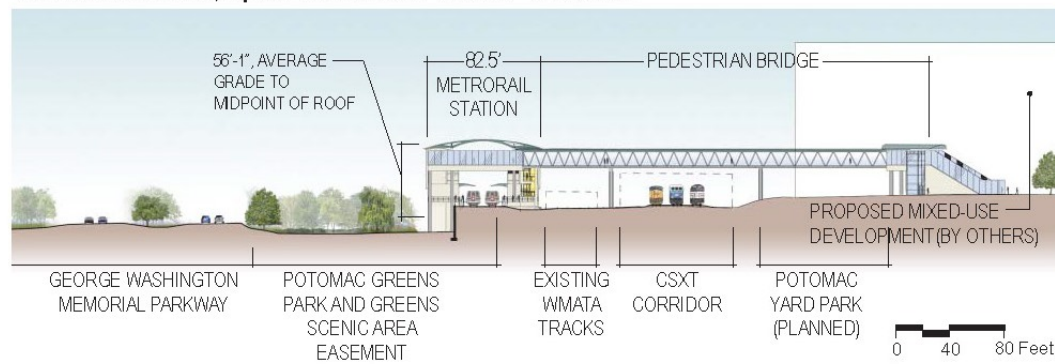 56'-1", AVERAGE
GRADE TO
MIDPOINT OF ROOF
82.5'
METRORAIL
STATION
PEDESTRIAN BRIDGE
PROPOSED MIXED-USE
DEVELOPMENT (BY OTHERS)
GEORGE WASHINGTON
MEMORIAL PARKWAY
POTOMAC GREENS
PARK AND GREENS
SCENIC AREA
EASEMENT
EXISTING
WMATA
TRACKS
CSXT
CORRIDOR
POTOMAC
YARD PARK
(PLANNED)
0 40 80 Feet